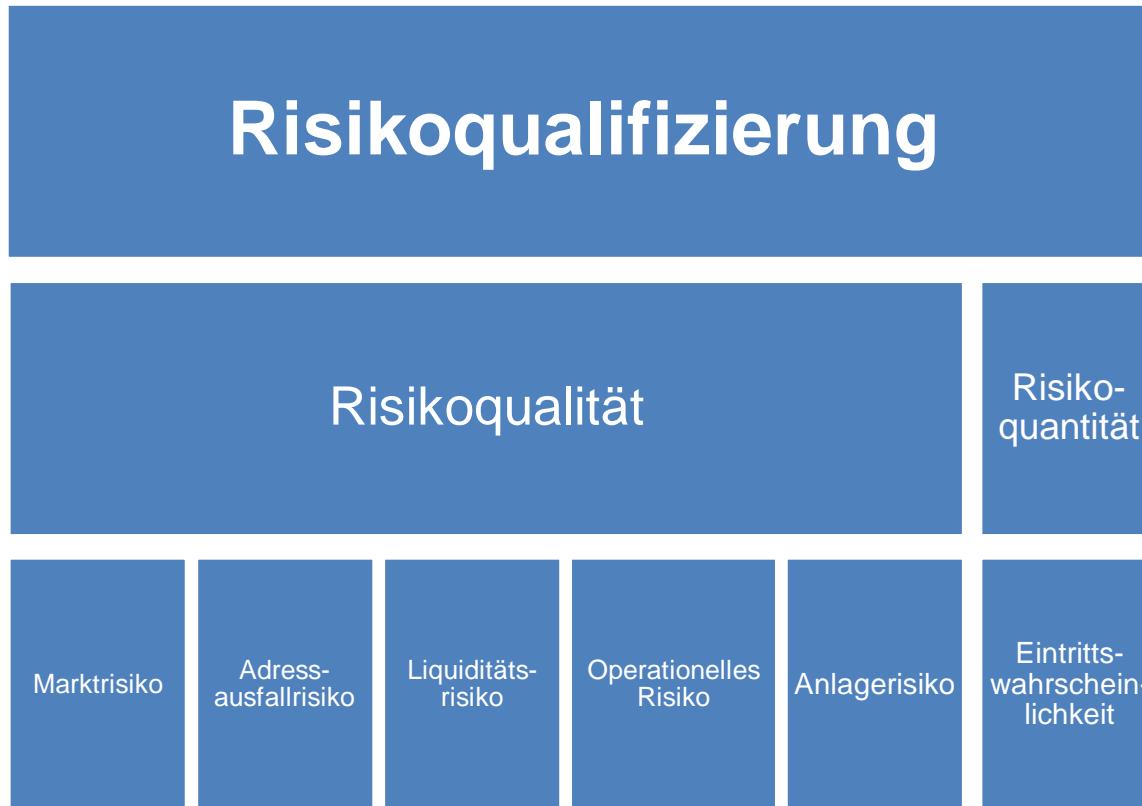 Risikoqualifizierung
Risikoqualität
Risiko-
quantität
Marktrisiko
Adress-
ausfallrisiko
Liquiditäts-
risiko
Operationelles
Risiko
Anlagerisiko
Eintritts-
wahrschein-
lichkeit